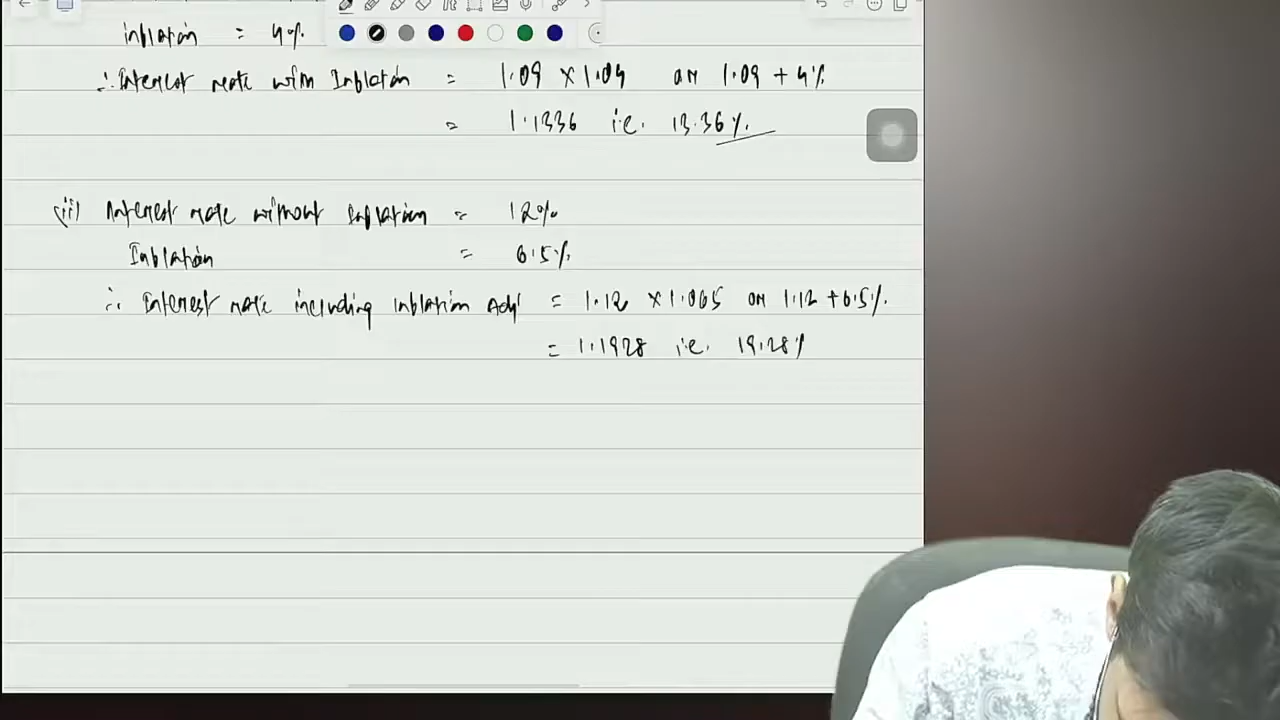 inflation = 4%
∴ Interest rate with Inflation = 1.09 × 1.04 or 1.09 + 4%
= 1.1336 i.e. 13.36%
(ii) Interest rate without Inflation = 12%
Inflation = 6.5%
∴ Interest rate including inflation Adj = 1.12 × 1.065 or 1.12 + 6.5%.
= 1.1928 i.e. 19.28%